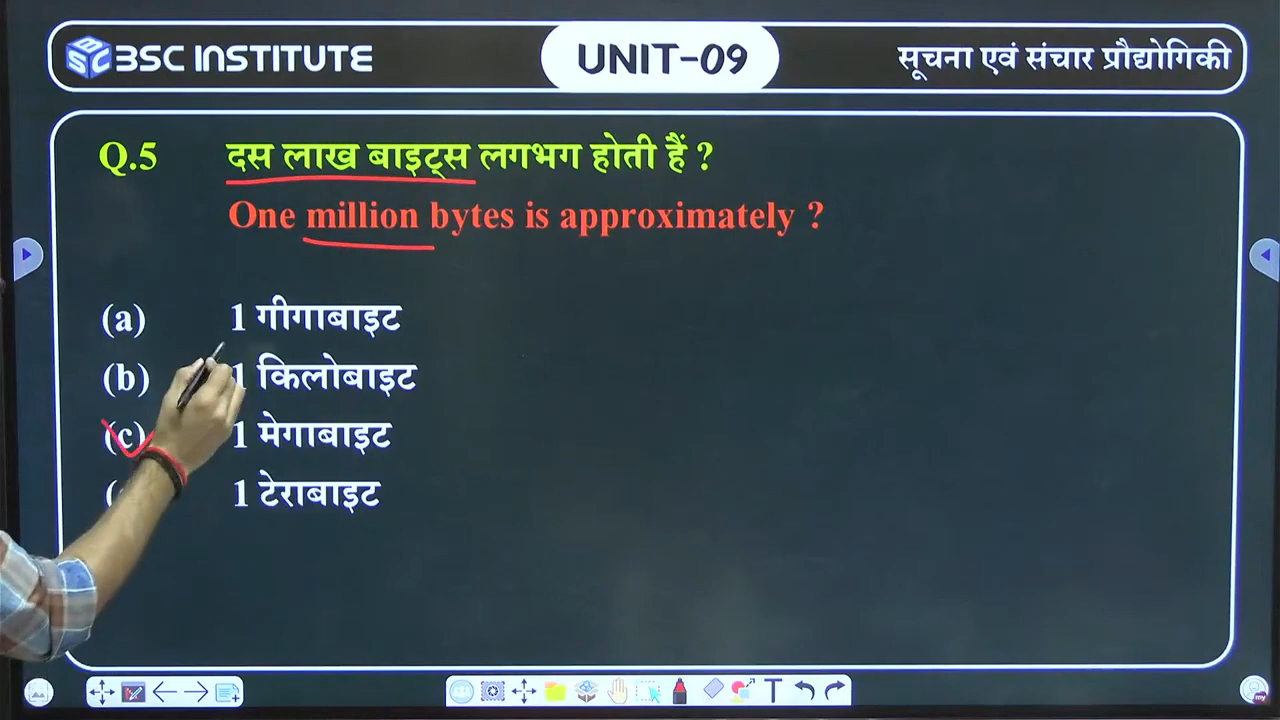 BSC INSTITUTE
UNIT-09
सूचना एवं संचार प्रौद्योगिकी
Q.5 दस लाख बाइट्स लगभग होती हैं ?
One million bytes is approximately ?
(a) 1 गीगाबाइट
(b) 1 किलोबाइट
(c) 1 मेगाबाइट
1 टेराबाइट